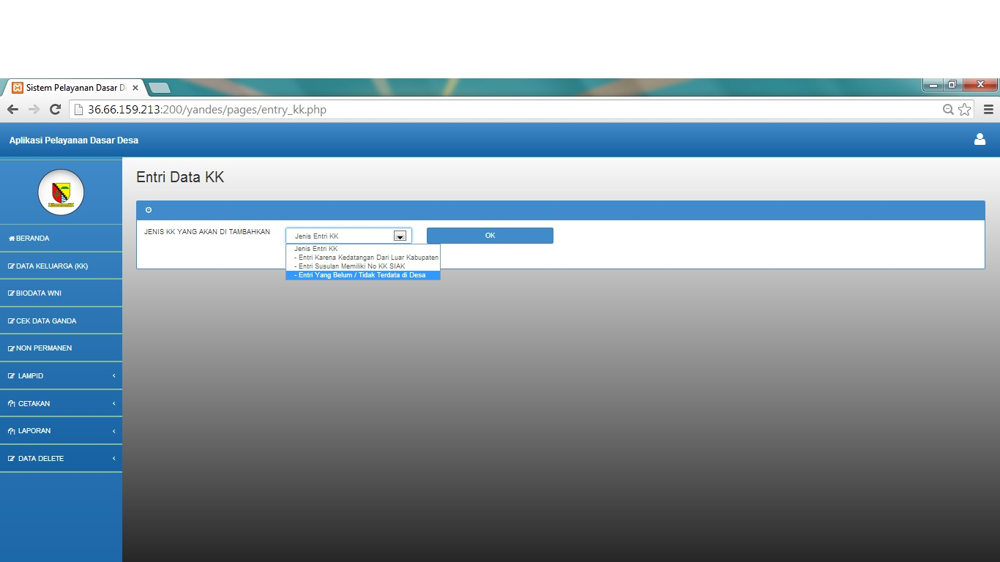 Sistem Pelayanan Dasar D
36.66.159.213:200/yandes/pages/entry_kk.php
Aplikasi Pelayanan Dasar Desa
Entri Data KK
JENIS KK YANG AKAN DI TAMBAHKAN
Jenis Entri KK
OK
Jenis Entri KK
- Entri Karena Kedatangan Dari Luar Kabupaten
- Entri Susulan Memiliki No KK SIAK
- Entri Yang Belum / Tidak Terdata di Desa
BERANDA
DATA KELUARGA (KK)
BIODATA WNI
CEK DATA GANDA
NON PERMANEN
LAMPID
CETAKAN
LAPORAN
DATA DELETE